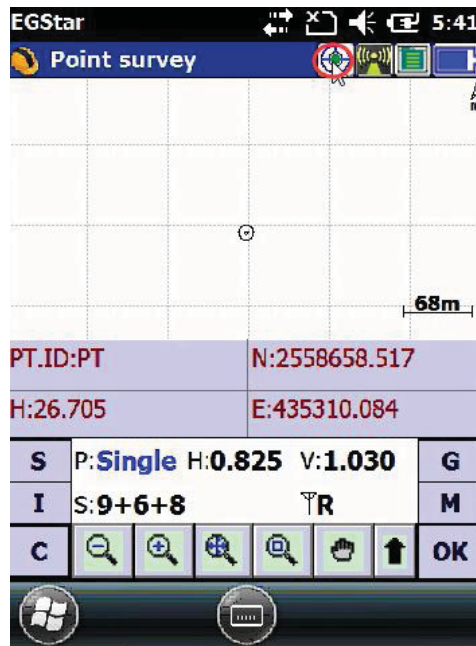 EGStar 5:41
Point survey
68m
PT.ID:PT N:2558658.517
H:26.705 E:435310.084
S P:Single H:0.825 V:1.030 G
I S:9+6+8 R M
C OK